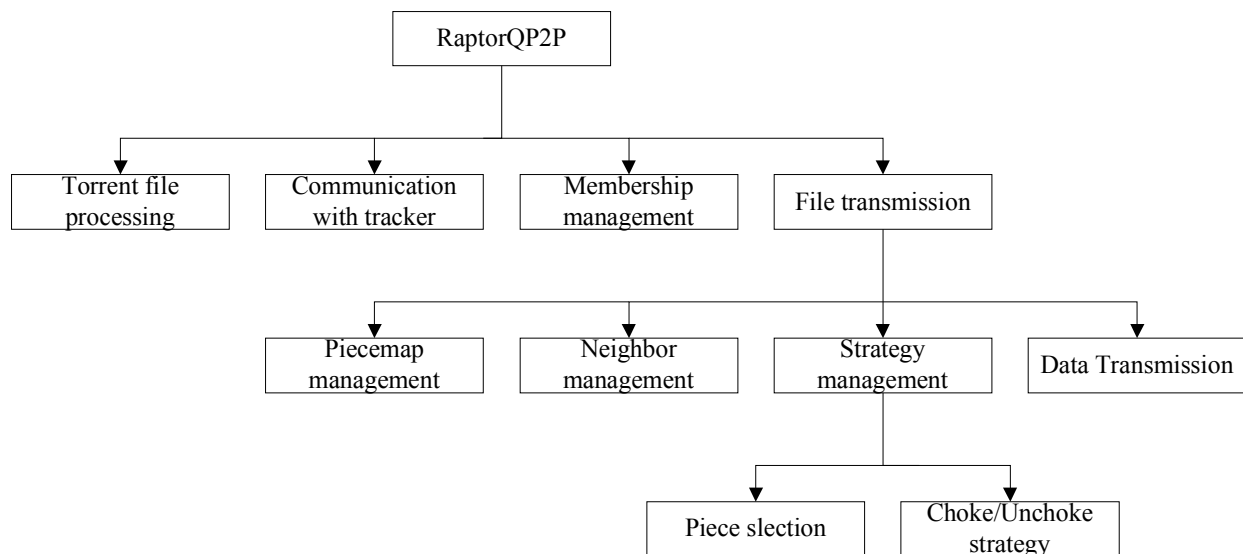 RaptorQP2P
Torrent file
processing
Communication
with tracker
Membership
management
File transmission
Piecemap
management
Neighbor
management
Strategy
management
Data Transmission
Piece slection
Choke/Unchoke
strategy